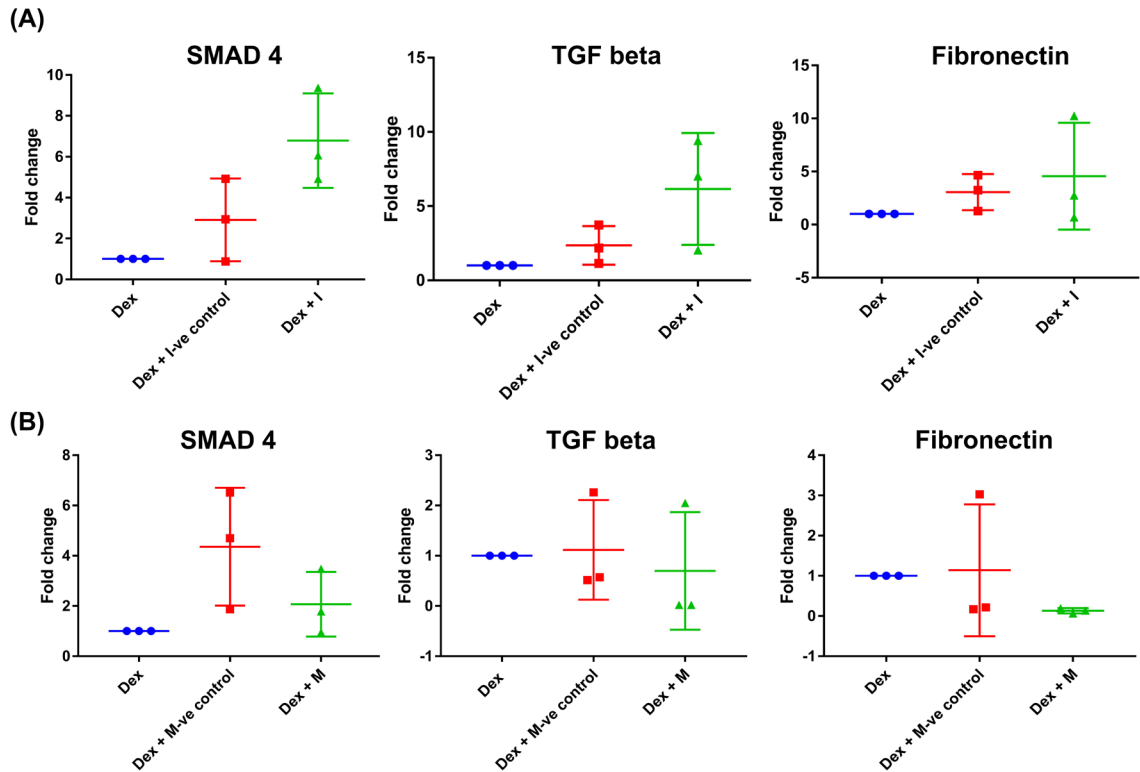 (A)
SMAD 4
TGF beta
Fibronectin
Fold change
10
8
6
4
2
0
Dex
Dex + I-ve control
Dex + I
Fold change
15
10
5
0
Dex
Dex + I-ve control
Dex + I
Fold change
15
10
5
0
-5
Dex
Dex + I-ve control
Dex + I
(B)
SMAD 4
TGF beta
Fibronectin
Fold change
8
6
4
2
0
Dex
Dex + M-ve control
Dex + M
Fold change
3
2
1
0
-1
Dex
Dex + M-ve control
Dex + M
Fold change
4
3
2
1
0
-1
Dex
Dex + M-ve control
Dex + M